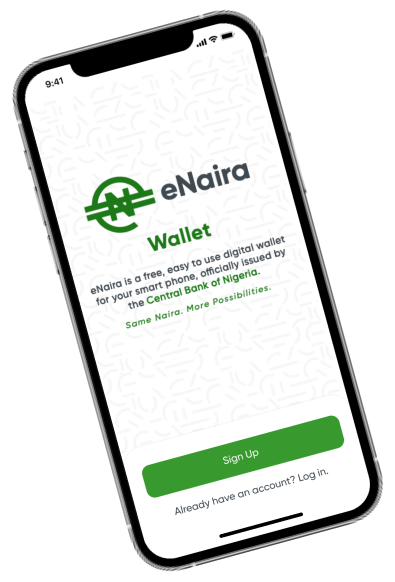 9:41
eNaira
Wallet
eNaira is a free, easy to use digital wallet
for your smart phone, officially issued by
the Central Bank of Nigeria.
Same Naira. More Possibilities.
Sign Up
Already have an account? Log in.